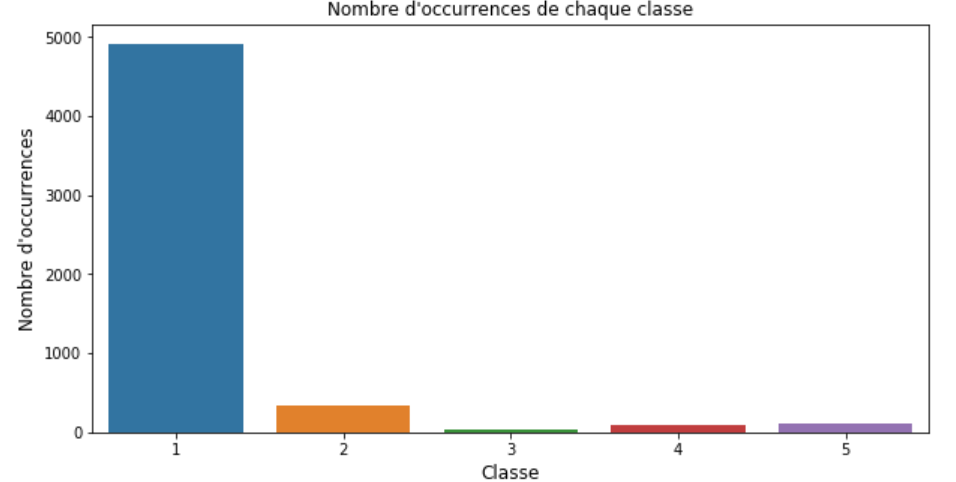 Nombre d'occurrences de chaque classe
Nombre d'occurrences
5000
4000
3000
2000
1000
0
1 2 3 4 5
Classe